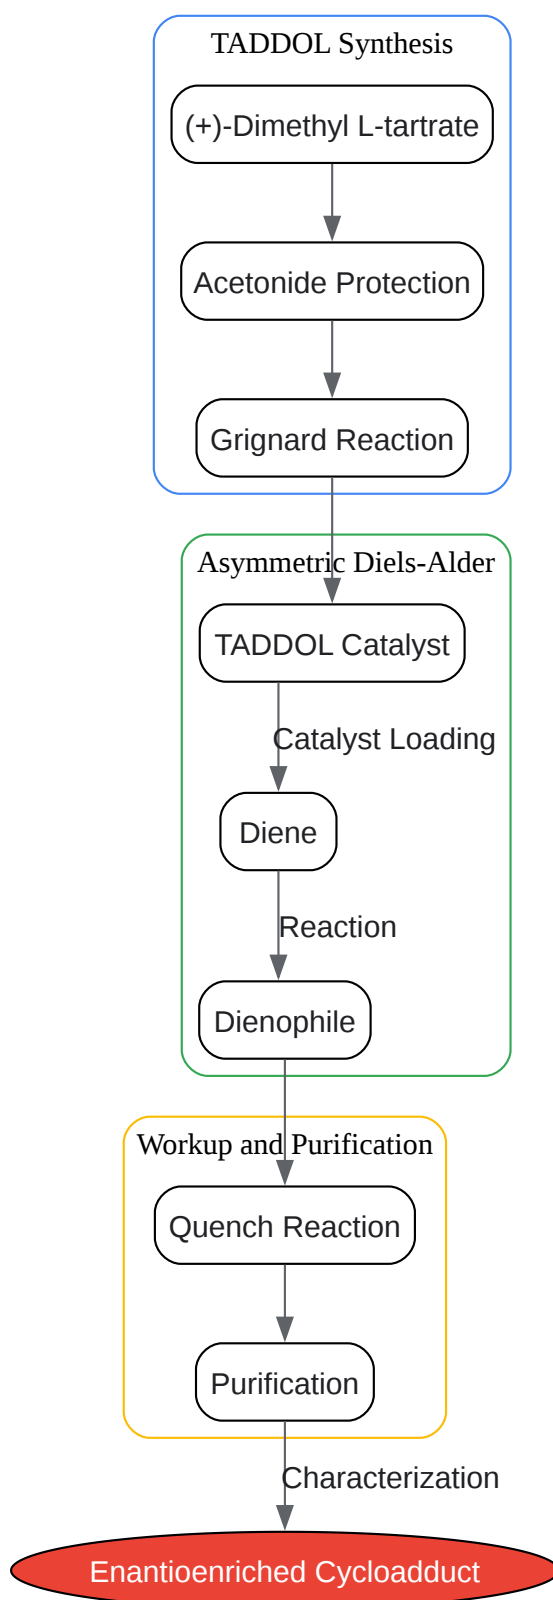 TADDOL Synthesis
(+)-Dimethyl L-tartrate
Acetonide Protection
Grignard Reaction
Asymmetric Diels-Alder
TADDOL Catalyst
Catalyst Loading
Diene
Reaction
Dienophile
Workup and Purification
Quench Reaction
Purification
Characterization
Enantioenriched Cycloadduct